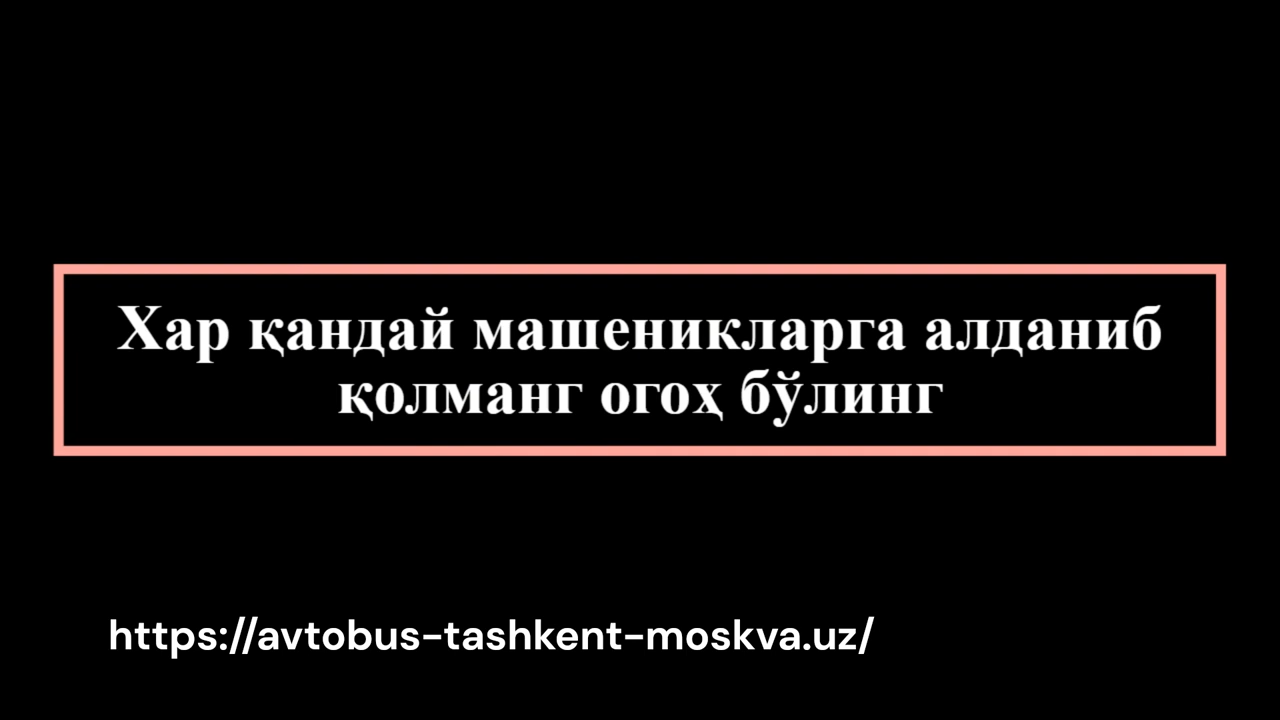 Хар қандай машеникларга алданиб
қолманг огоҳ бўлинг
https://avtobus-tashkent-moskva.uz/